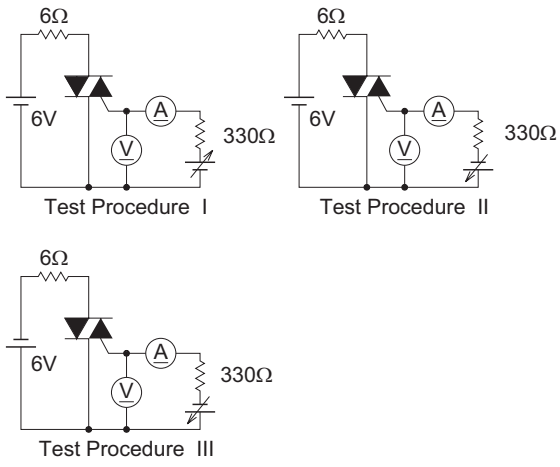 6Ω
6V
A
V
330Ω
Test Procedure I
6Ω
6V
A
V
330Ω
Test Procedure II
6Ω
6V
A
V
330Ω
Test Procedure III